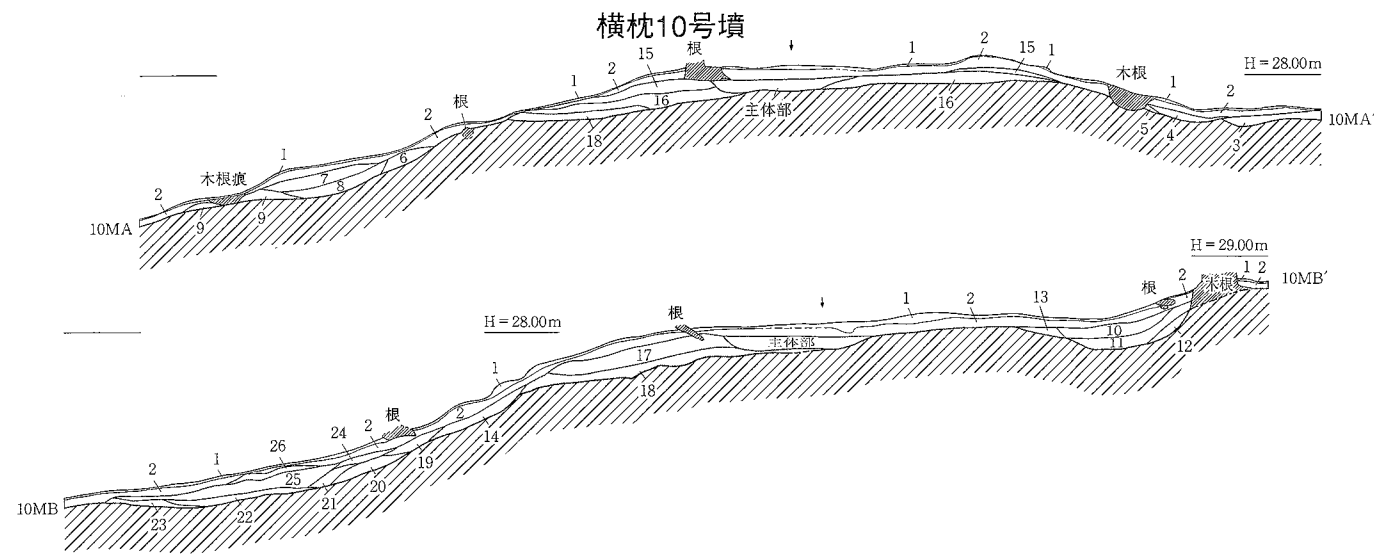 横枕10号墳
根 ↓ 1 2 15 1
15 2 1 木根 1 2 H = 28.00m
根 2 16 主体部 16 10MA′
18 5 4 3
1 6
木根痕 7 8
2 9 9
10MA
H = 29.00m
2 1 2 10MB′
根 木根
H = 28.00m 根 ↓ 1 2 13
10 11 12
17 主体部
1 18
根 2 14
26 24 2 19
2 1 25 20
10MB 23 22 21